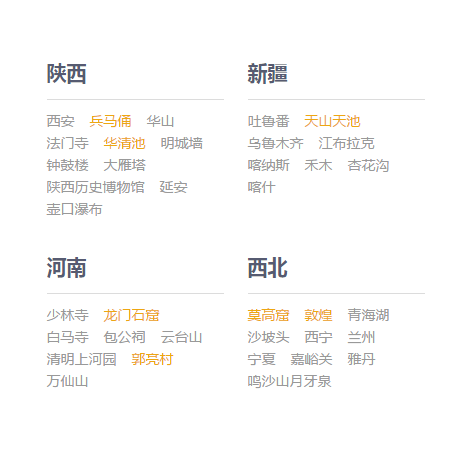 陕西
西安 兵马俑 华山
法门寺 华清池 明城墙
钟鼓楼 大雁塔
陕西历史博物馆 延安
壶口瀑布
新疆
吐鲁番 天山天池
乌鲁木齐 江布拉克
喀纳斯 禾木 杏花沟
喀什
河南
少林寺 龙门石窟
白马寺 包公祠 云台山
清明上河园 郭亮村
万仙山
西北
莫高窟 敦煌 青海湖
沙坡头 西宁 兰州
宁夏 嘉峪关 雅丹
鸣沙山月牙泉